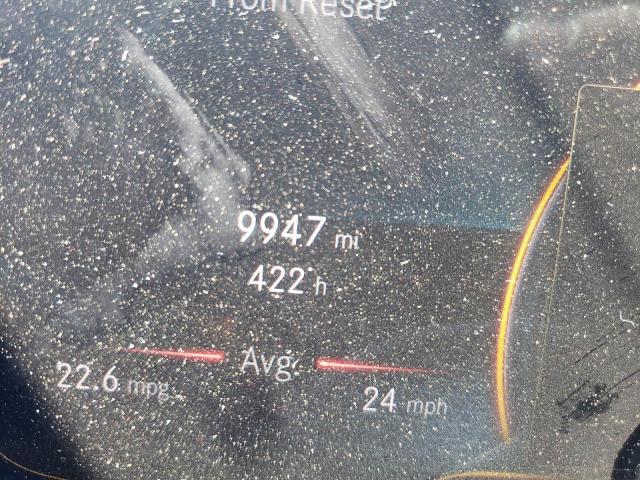 From Reset
9947 mi
422 h
Avg.
22.6 mpg
24 mph